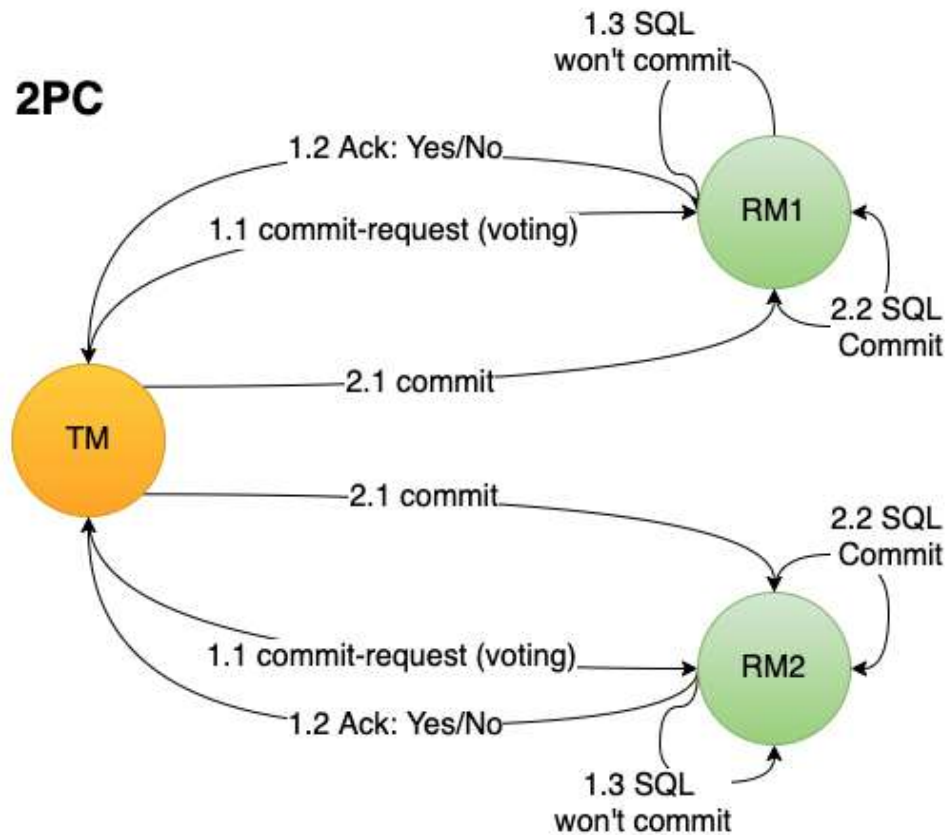 1.3 SQL
won't commit
2PC
1.2 Ack: Yes/No
RM1
1.1 commit-request (voting)
2.2 SQL
Commit
2.1 commit
TM
2.1 commit
2.2 SQL
Commit
1.1 commit-request (voting)
RM2
1.2 Ack: Yes/No
1.3 SQL
won't commit